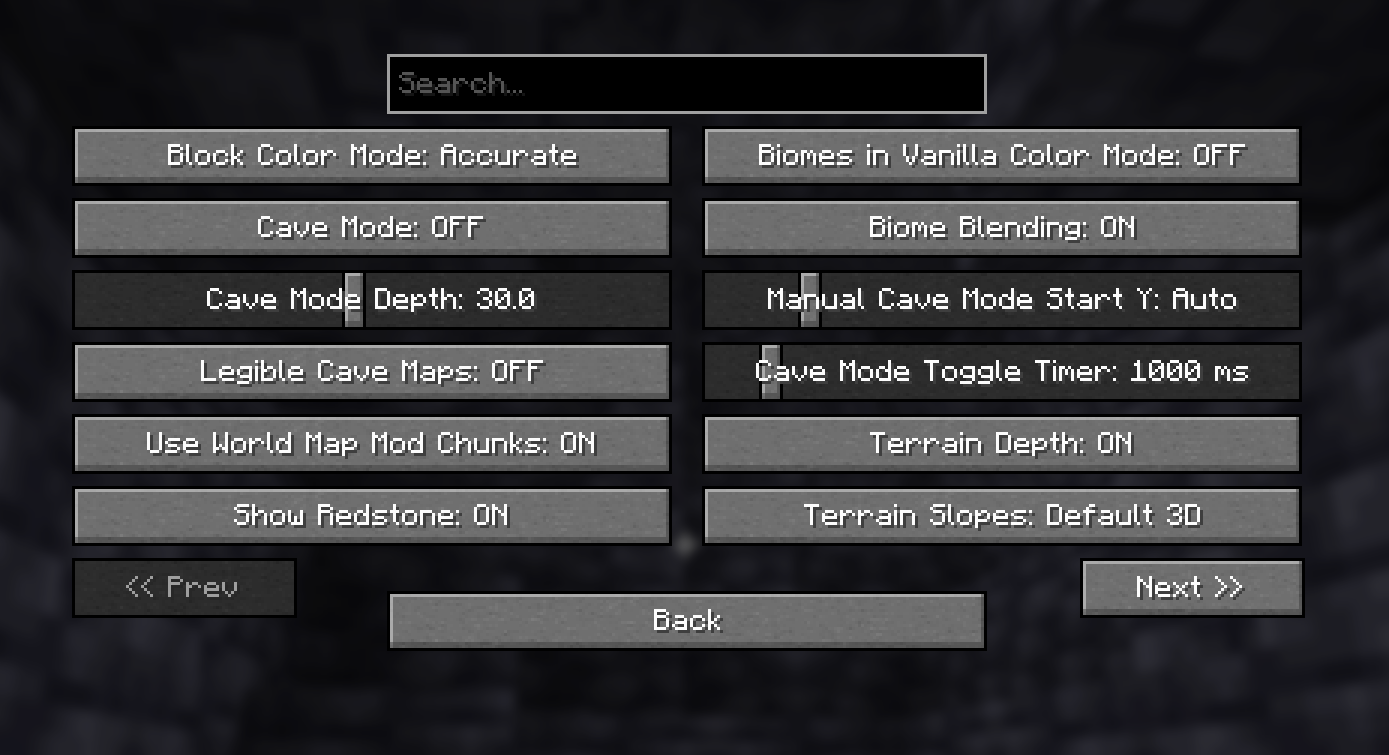 Search...
Block Color Mode: Accurate
Biomes in Vanilla Color Mode: OFF
Cave Mode: OFF
Biome Blending: ON
Cave Mode Depth: 30.0
Manual Cave Mode Start Y: Auto
Legible Cave Maps: OFF
Cave Mode Toggle Timer: 1000 ms
Use World Map Mod Chunks: ON
Terrain Depth: ON
Show Redstone: ON
Terrain Slopes: Default 3D
<< Prev
Next >>
Back